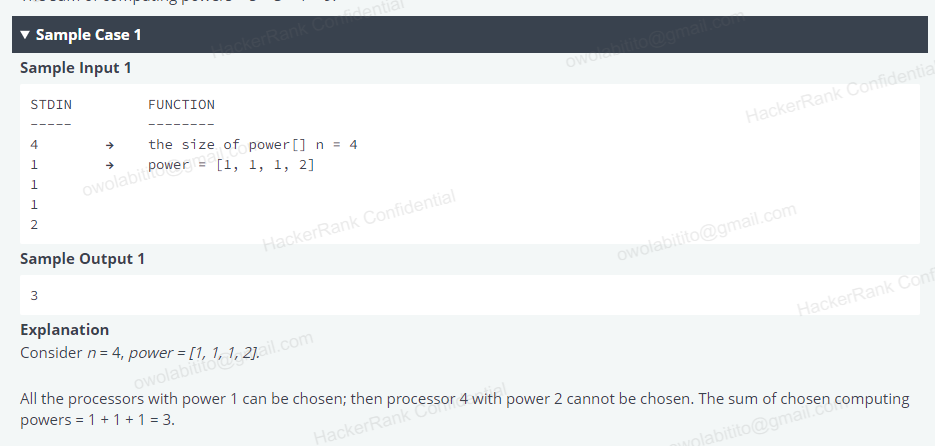 ▼ Sample Case 1
Sample Input 1
STDIN FUNCTION
----- --------
4 → the size of power[] n = 4
1 → power = [1, 1, 1, 2]
1
1
2
Sample Output 1
3
Explanation
Consider n = 4, power = [1, 1, 1, 2].
All the processors with power 1 can be chosen; then processor 4 with power 2 cannot be chosen. The sum of chosen computing
powers = 1 + 1 + 1 = 3.
HackerRank Confidential
owolabitito@gmail.com
HackerRank Confidential
owolabitito@gmail.com
HackerRank Confidential
owolabitito@gmail.com
HackerRank Conf
owolabitito@gmail.com
HackerRank Confidential
owolabitito@gmail.com